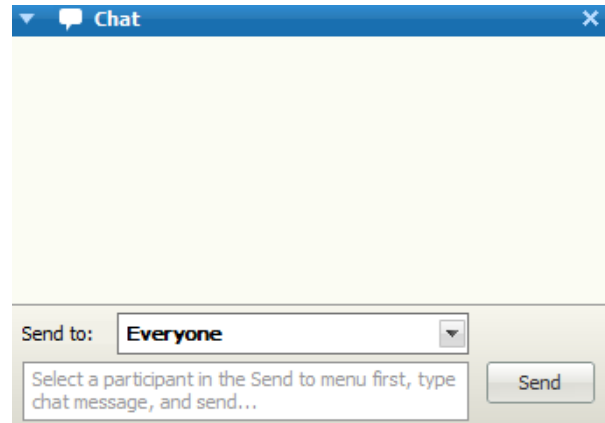 Chat
Send to: Everyone
Select a participant in the Send to menu first, type
chat message, and send...
Send